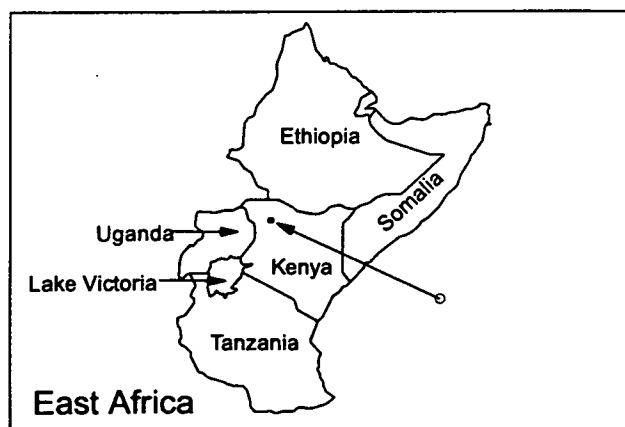 Ethiopia
Somalia
Uganda
Kenya
Lake Victoria
Tanzania
East Africa